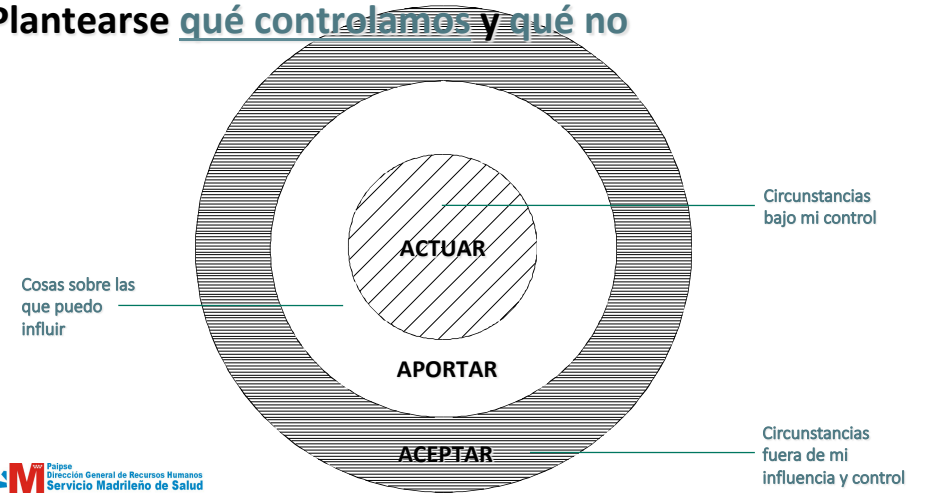 Plantearse qué controlamos y qué no
Circunstancias
bajo mi control
ACTUAR
Cosas sobre las
que puedo
influir
APORTAR
Circunstancias
fuera de mi
influencia y control
ACEPTAR
Paipse
Dirección General de Recursos Humanos
Servicio Madrileño de Salud